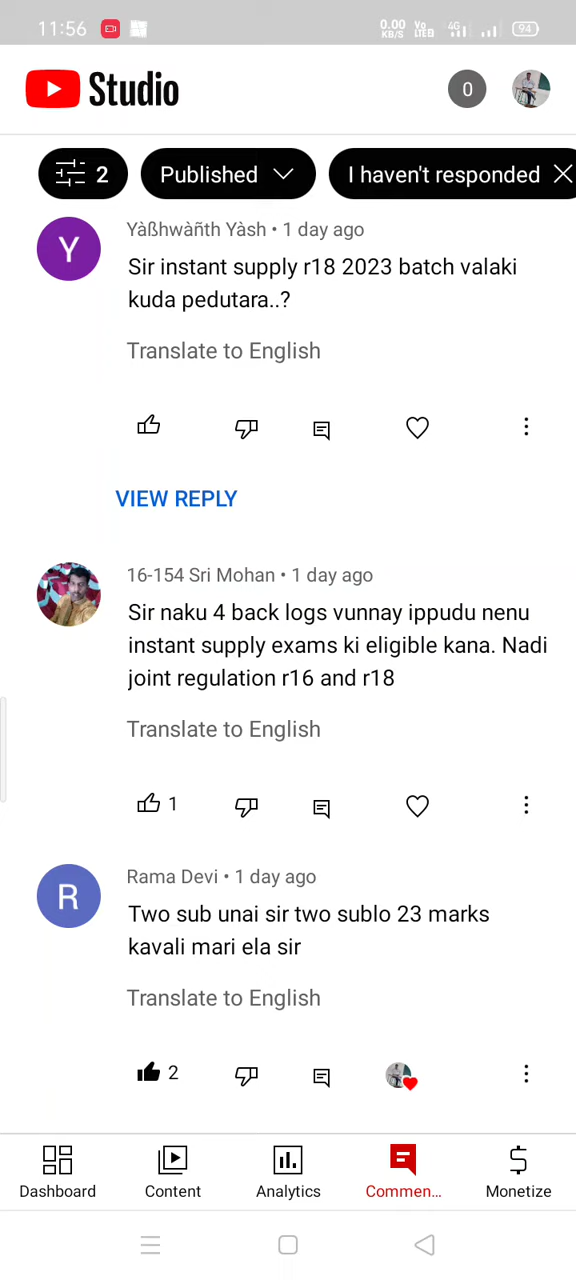 11:56
0.00 KB/S Vo LTED 4G 94
Studio
0
2 Published I haven't responded
Y
Yàßhwàñth Yàsh • 1 day ago
Sir instant supply r18 2023 batch valaki
kuda pedutara..?
Translate to English
VIEW REPLY
16-154 Sri Mohan • 1 day ago
Sir naku 4 back logs vunnay ippudu nenu
instant supply exams ki eligible kana. Nadi
joint regulation r16 and r18
Translate to English
1
R
Rama Devi • 1 day ago
Two sub unai sir two sublo 23 marks
kavali mari ela sir
Translate to English
2
Dashboard Content Analytics Commen... Monetize